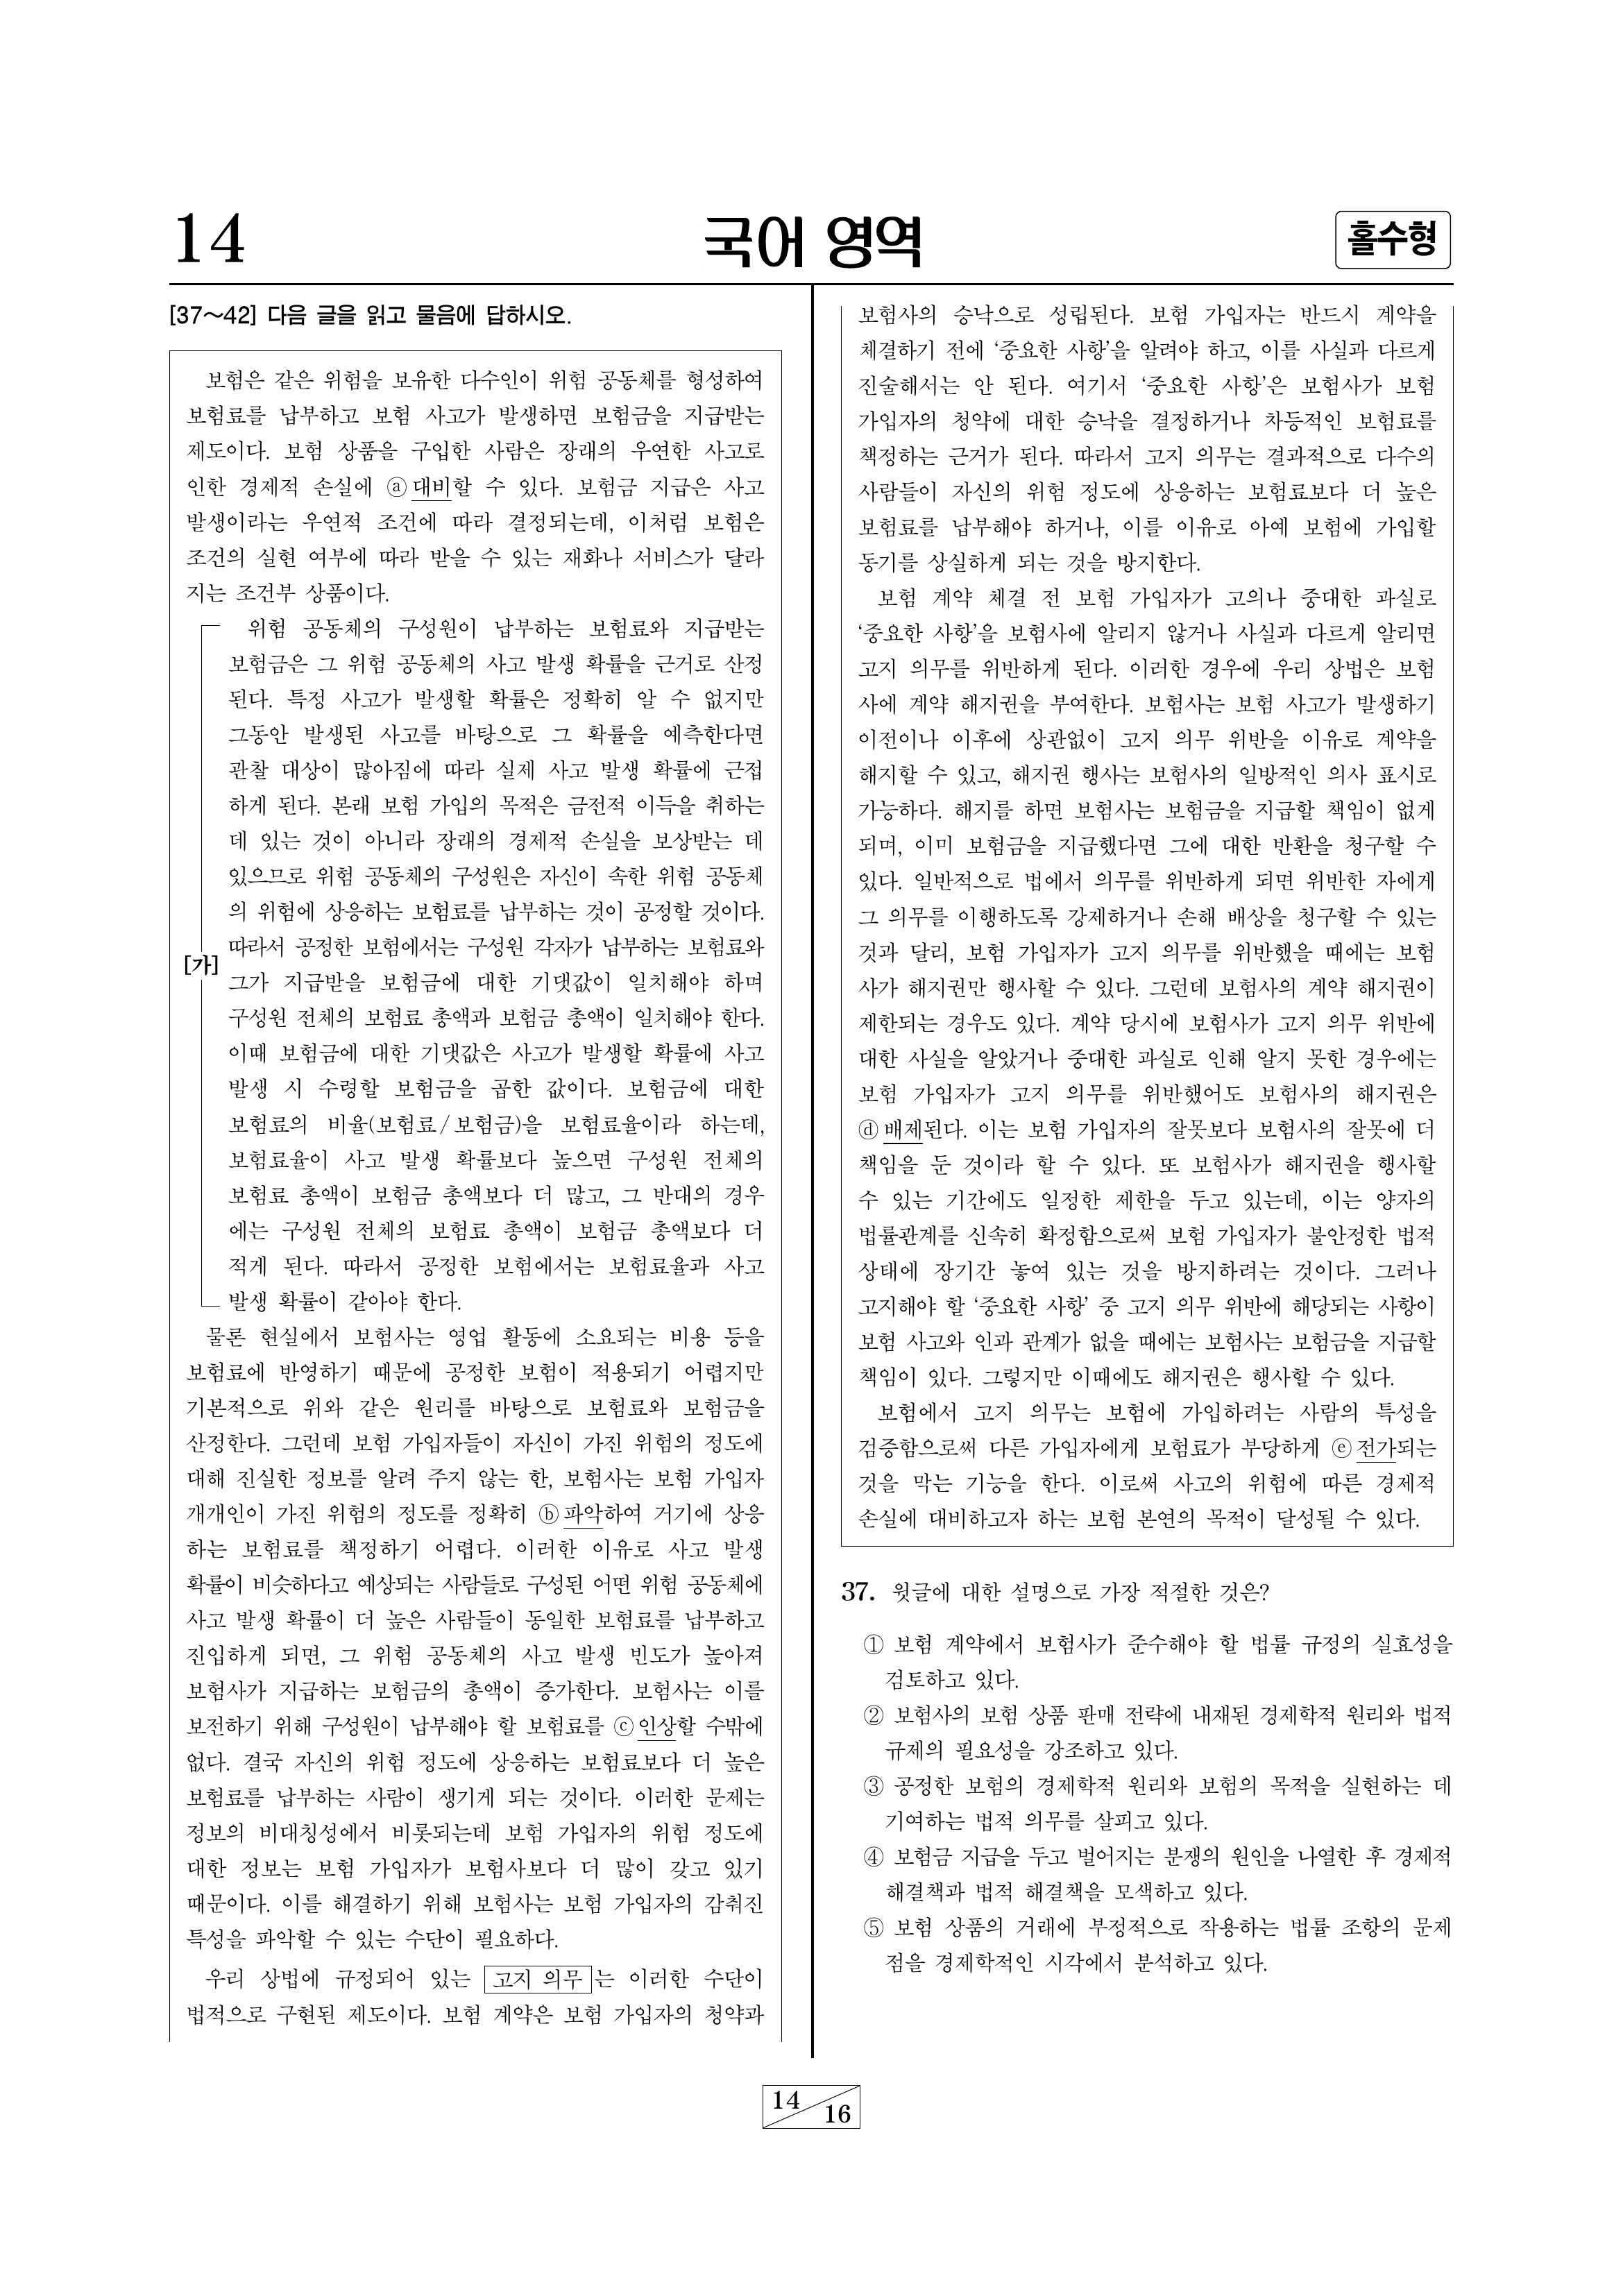 14
국어 영역
홀수형
[37～42] 다음 글을 읽고 물음에 답하시오.
보험은 같은 위험을 보유한 다수인이 위험 공동체를 형성하여
보험료를 납부하고 보험 사고가 발생하면 보험금을 지급받는
제도이다. 보험 상품을 구입한 사람은 장래의 우연한 사고로
인한 경제적 손실에 ⓐ대비할 수 있다. 보험금 지급은 사고
발생이라는 우연적 조건에 따라 결정되는데, 이처럼 보험은
조건의 실현 여부에 따라 받을 수 있는 재화나 서비스가 달라
지는 조건부 상품이다.
위험 공동체의 구성원이 납부하는 보험료와 지급받는
보험금은 그 위험 공동체의 사고 발생 확률을 근거로 산정
된다. 특정 사고가 발생할 확률은 정확히 알 수 없지만
그동안 발생된 사고를 바탕으로 그 확률을 예측한다면
관찰 대상이 많아짐에 따라 실제 사고 발생 확률에 근접
하게 된다. 본래 보험 가입의 목적은 금전적 이득을 취하는
데 있는 것이 아니라 장래의 경제적 손실을 보상받는 데
있으므로 위험 공동체의 구성원은 자신이 속한 위험 공동체
의 위험에 상응하는 보험료를 납부하는 것이 공정할 것이다.
따라서 공정한 보험에서는 구성원 각자가 납부하는 보험료와
[가]
그가 지급받을 보험금에 대한 기댓값이 일치해야 하며
구성원 전체의 보험료 총액과 보험금 총액이 일치해야 한다.
이때 보험금에 대한 기댓값은 사고가 발생할 확률에 사고
발생 시 수령할 보험금을 곱한 값이다. 보험금에 대한
보험료의 비율(보험료/보험금)을 보험료율이라 하는데,
보험료율이 사고 발생 확률보다 높으면 구성원 전체의
보험료 총액이 보험금 총액보다 더 많고, 그 반대의 경우
에는 구성원 전체의 보험료 총액이 보험금 총액보다 더
적게 된다. 따라서 공정한 보험에서는 보험료율과 사고
발생 확률이 같아야 한다.
물론 현실에서 보험사는 영업 활동에 소요되는 비용 등을
보험료에 반영하기 때문에 공정한 보험이 적용되기 어렵지만
기본적으로 위와 같은 원리를 바탕으로 보험료와 보험금을
산정한다. 그런데 보험 가입자들이 자신이 가진 위험의 정도에
대해 진실한 정보를 알려 주지 않는 한, 보험사는 보험 가입자
개개인이 가진 위험의 정도를 정확히 ⓑ파악하여 거기에 상응
하는 보험료를 책정하기 어렵다. 이러한 이유로 사고 발생
확률이 비슷하다고 예상되는 사람들로 구성된 어떤 위험 공동체에
사고 발생 확률이 더 높은 사람들이 동일한 보험료를 납부하고
진입하게 되면, 그 위험 공동체의 사고 발생 빈도가 높아져
보험사가 지급하는 보험금의 총액이 증가한다. 보험사는 이를
보전하기 위해 구성원이 납부해야 할 보험료를 ⓒ인상할 수밖에
없다. 결국 자신의 위험 정도에 상응하는 보험료보다 더 높은
보험료를 납부하는 사람이 생기게 되는 것이다. 이러한 문제는
정보의 비대칭성에서 비롯되는데 보험 가입자의 위험 정도에
대한 정보는 보험 가입자가 보험사보다 더 많이 갖고 있기
때문이다. 이를 해결하기 위해 보험사는 보험 가입자의 감춰진
특성을 파악할 수 있는 수단이 필요하다.
우리 상법에 규정되어 있는 고지 의무는 이러한 수단이
법적으로 구현된 제도이다. 보험 계약은 보험 가입자의 청약과
보험사의 승낙으로 성립된다. 보험 가입자는 반드시 계약을
체결하기 전에 ‘중요한 사항’을 알려야 하고, 이를 사실과 다르게
진술해서는 안 된다. 여기서 ‘중요한 사항’은 보험사가 보험
가입자의 청약에 대한 승낙을 결정하거나 차등적인 보험료를
책정하는 근거가 된다. 따라서 고지 의무는 결과적으로 다수의
사람들이 자신의 위험 정도에 상응하는 보험료보다 더 높은
보험료를 납부해야 하거나, 이를 이유로 아예 보험에 가입할
동기를 상실하게 되는 것을 방지한다.
보험 계약 체결 전 보험 가입자가 고의나 중대한 과실로
‘중요한 사항’을 보험사에 알리지 않거나 사실과 다르게 알리면
고지 의무를 위반하게 된다. 이러한 경우에 우리 상법은 보험
사에 계약 해지권을 부여한다. 보험사는 보험 사고가 발생하기
이전이나 이후에 상관없이 고지 의무 위반을 이유로 계약을
해지할 수 있고, 해지권 행사는 보험사의 일방적인 의사 표시로
가능하다. 해지를 하면 보험사는 보험금을 지급할 책임이 없게
되며, 이미 보험금을 지급했다면 그에 대한 반환을 청구할 수
있다. 일반적으로 법에서 의무를 위반하게 되면 위반한 자에게
그 의무를 이행하도록 강제하거나 손해 배상을 청구할 수 있는
것과 달리, 보험 가입자가 고지 의무를 위반했을 때에는 보험
사가 해지권만 행사할 수 있다. 그런데 보험사의 계약 해지권이
제한되는 경우도 있다. 계약 당시에 보험사가 고지 의무 위반에
대한 사실을 알았거나 중대한 과실로 인해 알지 못한 경우에는
보험 가입자가 고지 의무를 위반했어도 보험사의 해지권은
ⓓ배제된다. 이는 보험 가입자의 잘못보다 보험사의 잘못에 더
책임을 둔 것이라 할 수 있다. 또 보험사가 해지권을 행사할
수 있는 기간에도 일정한 제한을 두고 있는데, 이는 양자의
법률관계를 신속히 확정함으로써 보험 가입자가 불안정한 법적
상태에 장기간 놓여 있는 것을 방지하려는 것이다. 그러나
고지해야 할 ‘중요한 사항’ 중 고지 의무 위반에 해당되는 사항이
보험 사고와 인과 관계가 없을 때에는 보험사는 보험금을 지급할
책임이 있다. 그렇지만 이때에도 해지권은 행사할 수 있다.
보험에서 고지 의무는 보험에 가입하려는 사람의 특성을
검증함으로써 다른 가입자에게 보험료가 부당하게 ⓔ전가되는
것을 막는 기능을 한다. 이로써 사고의 위험에 따른 경제적
손실에 대비하고자 하는 보험 본연의 목적이 달성될 수 있다.
37. 윗글에 대한 설명으로 가장 적절한 것은?
① 보험 계약에서 보험사가 준수해야 할 법률 규정의 실효성을
검토하고 있다.
② 보험사의 보험 상품 판매 전략에 내재된 경제학적 원리와 법적
규제의 필요성을 강조하고 있다.
③ 공정한 보험의 경제학적 원리와 보험의 목적을 실현하는 데
기여하는 법적 의무를 살피고 있다.
④ 보험금 지급을 두고 벌어지는 분쟁의 원인을 나열한 후 경제적
해결책과 법적 해결책을 모색하고 있다.
⑤ 보험 상품의 거래에 부정적으로 작용하는 법률 조항의 문제
점을 경제학적인 시각에서 분석하고 있다.
14
16